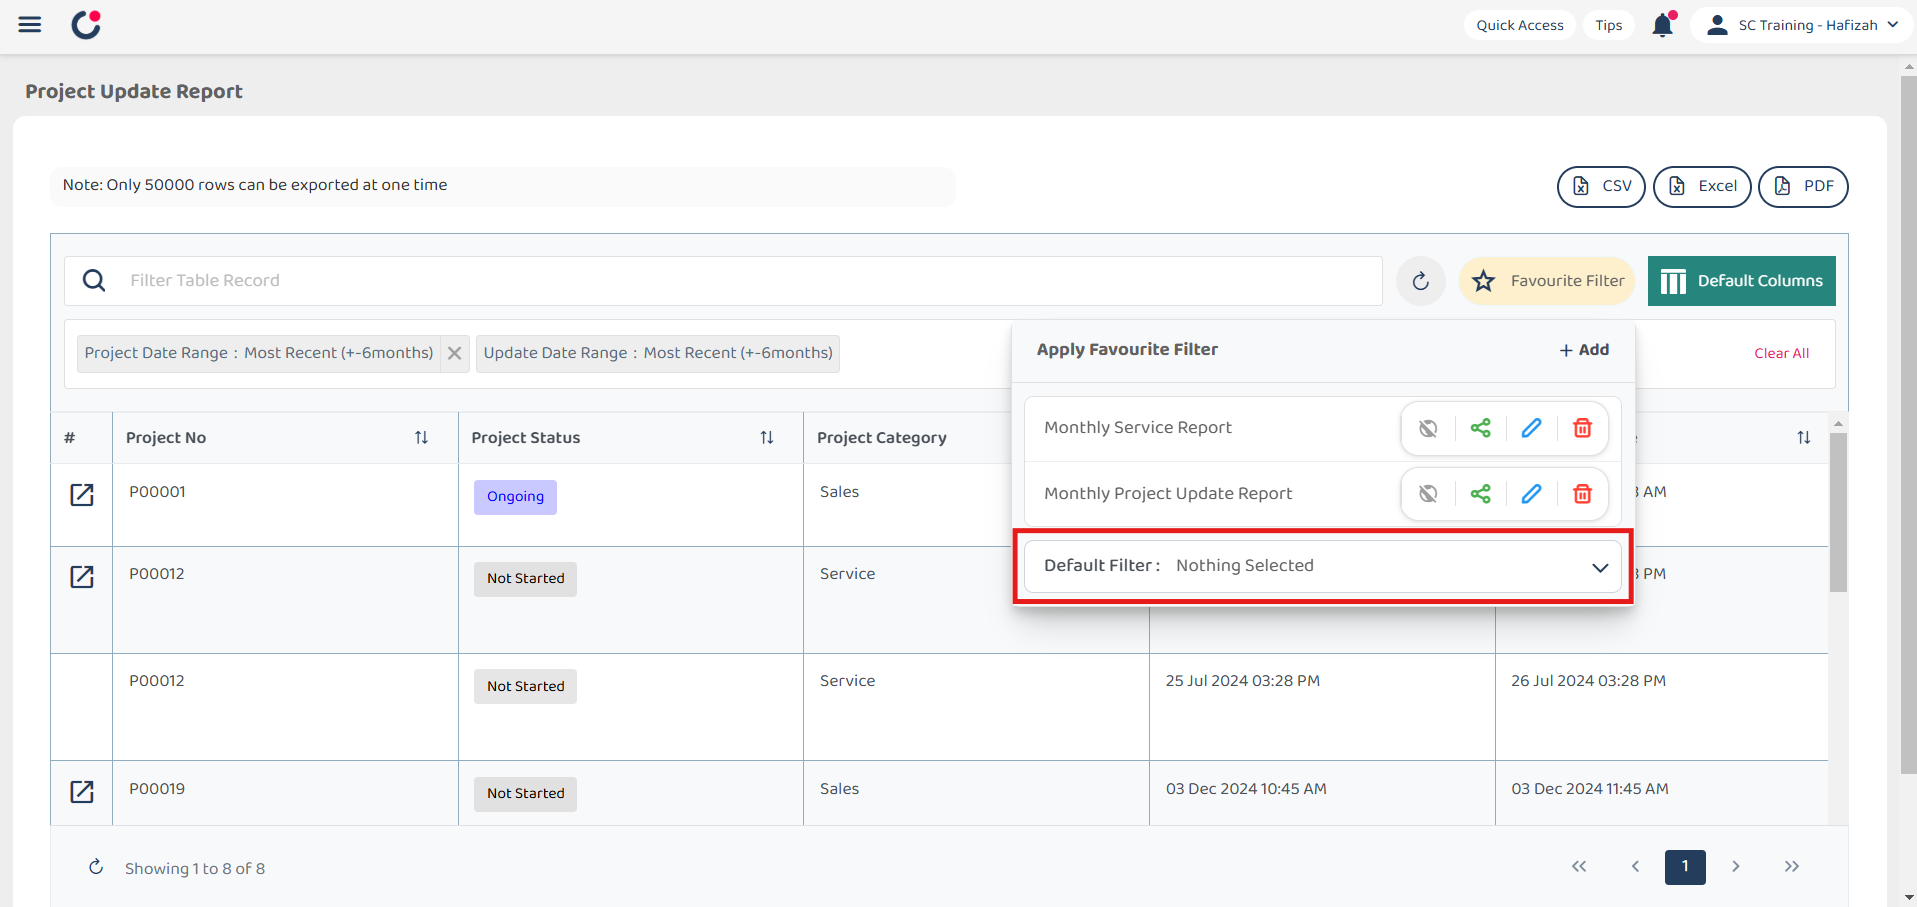 Quick Access Tips SC Training - Hafizah
Project Update Report
Note: Only 50000 rows can be exported at one time
CSV Excel PDF
Filter Table Record
Favourite Filter
Default Columns
Project Date Range : Most Recent (+-6months) Update Date Range : Most Recent (+-6months)
Clear All
Apply Favourite Filter + Add
Monthly Service Report
Monthly Project Update Report
Default Filter : Nothing Selected
# Project No Project Status Project Category
P00001 Ongoing Sales AM
P00012 Not Started Service PM
P00012 Not Started Service 25 Jul 2024 03:28 PM 26 Jul 2024 03:28 PM
P00019 Not Started Sales 03 Dec 2024 10:45 AM 03 Dec 2024 11:45 AM
Showing 1 to 8 of 8
1